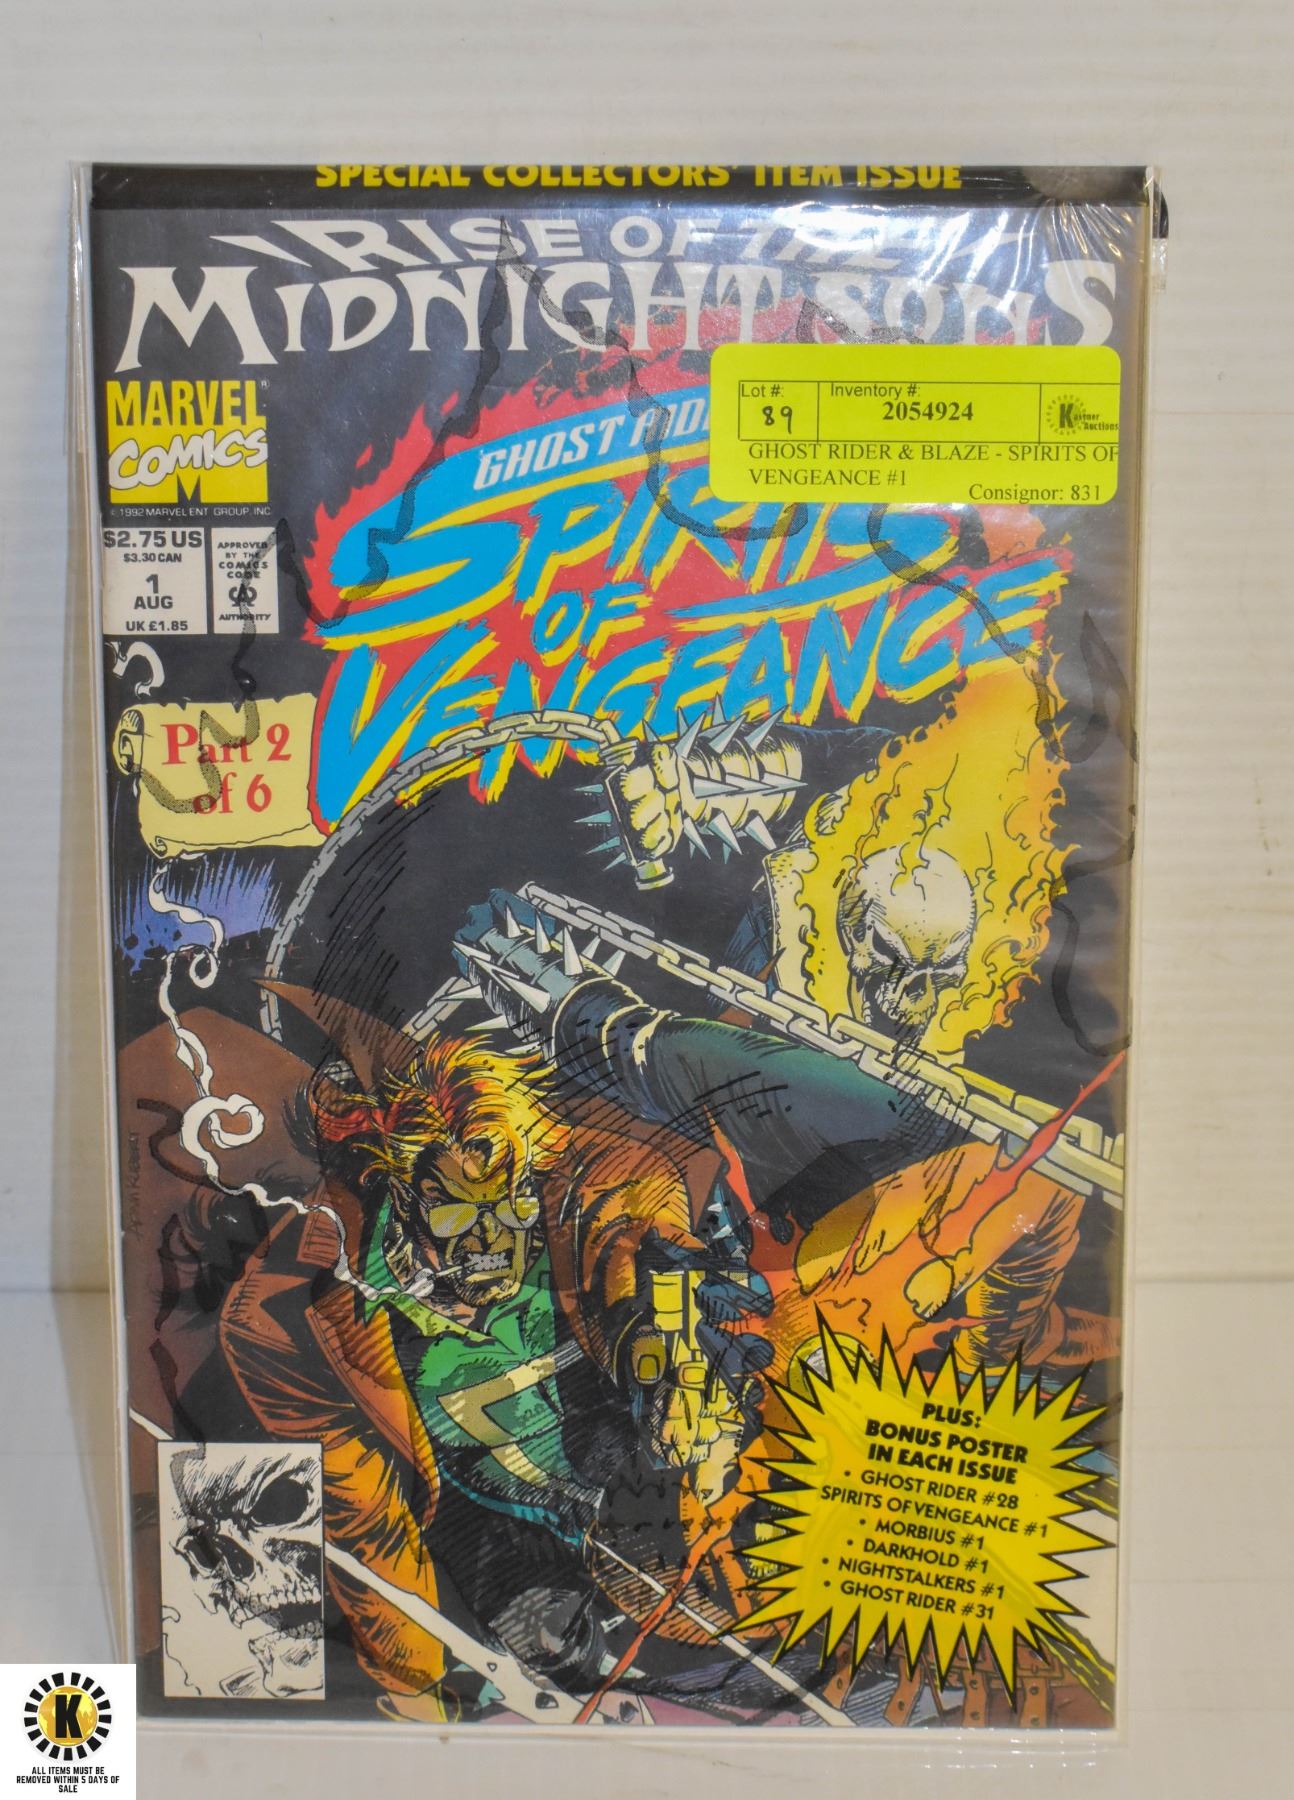 SPECIAL COLLECTORS' ITEM ISSUE
RISE OF THE
MIDNIGHT SONS
MARVEL®
COMICS
M
© 1992 MARVEL ENT. GROUP, INC.
$2.75 US
$3.30 CAN
1
AUG
UK £1.85
APPROVED
BY THE
COMICS
CODE
AUTHORITY
Lot #:
89
Inventory #:
2054924
Kastner
Auctions
GHOST RIDER & BLAZE - SPIRITS OF
VENGEANCE #1
Consignor: 831
GHOST
SPIRITS
OF
VENGEANCE
Part 2
of 6
PLUS:
BONUS POSTER
IN EACH ISSUE
• GHOST RIDER #28
SPIRITS OF VENGEANCE #1
• MORBIUS #1
• DARKHOLD #1
• NIGHTSTALKERS #1
• GHOST RIDER #31
K
ALL ITEMS MUST BE
REMOVED WITHIN 5 DAYS OF
SALE